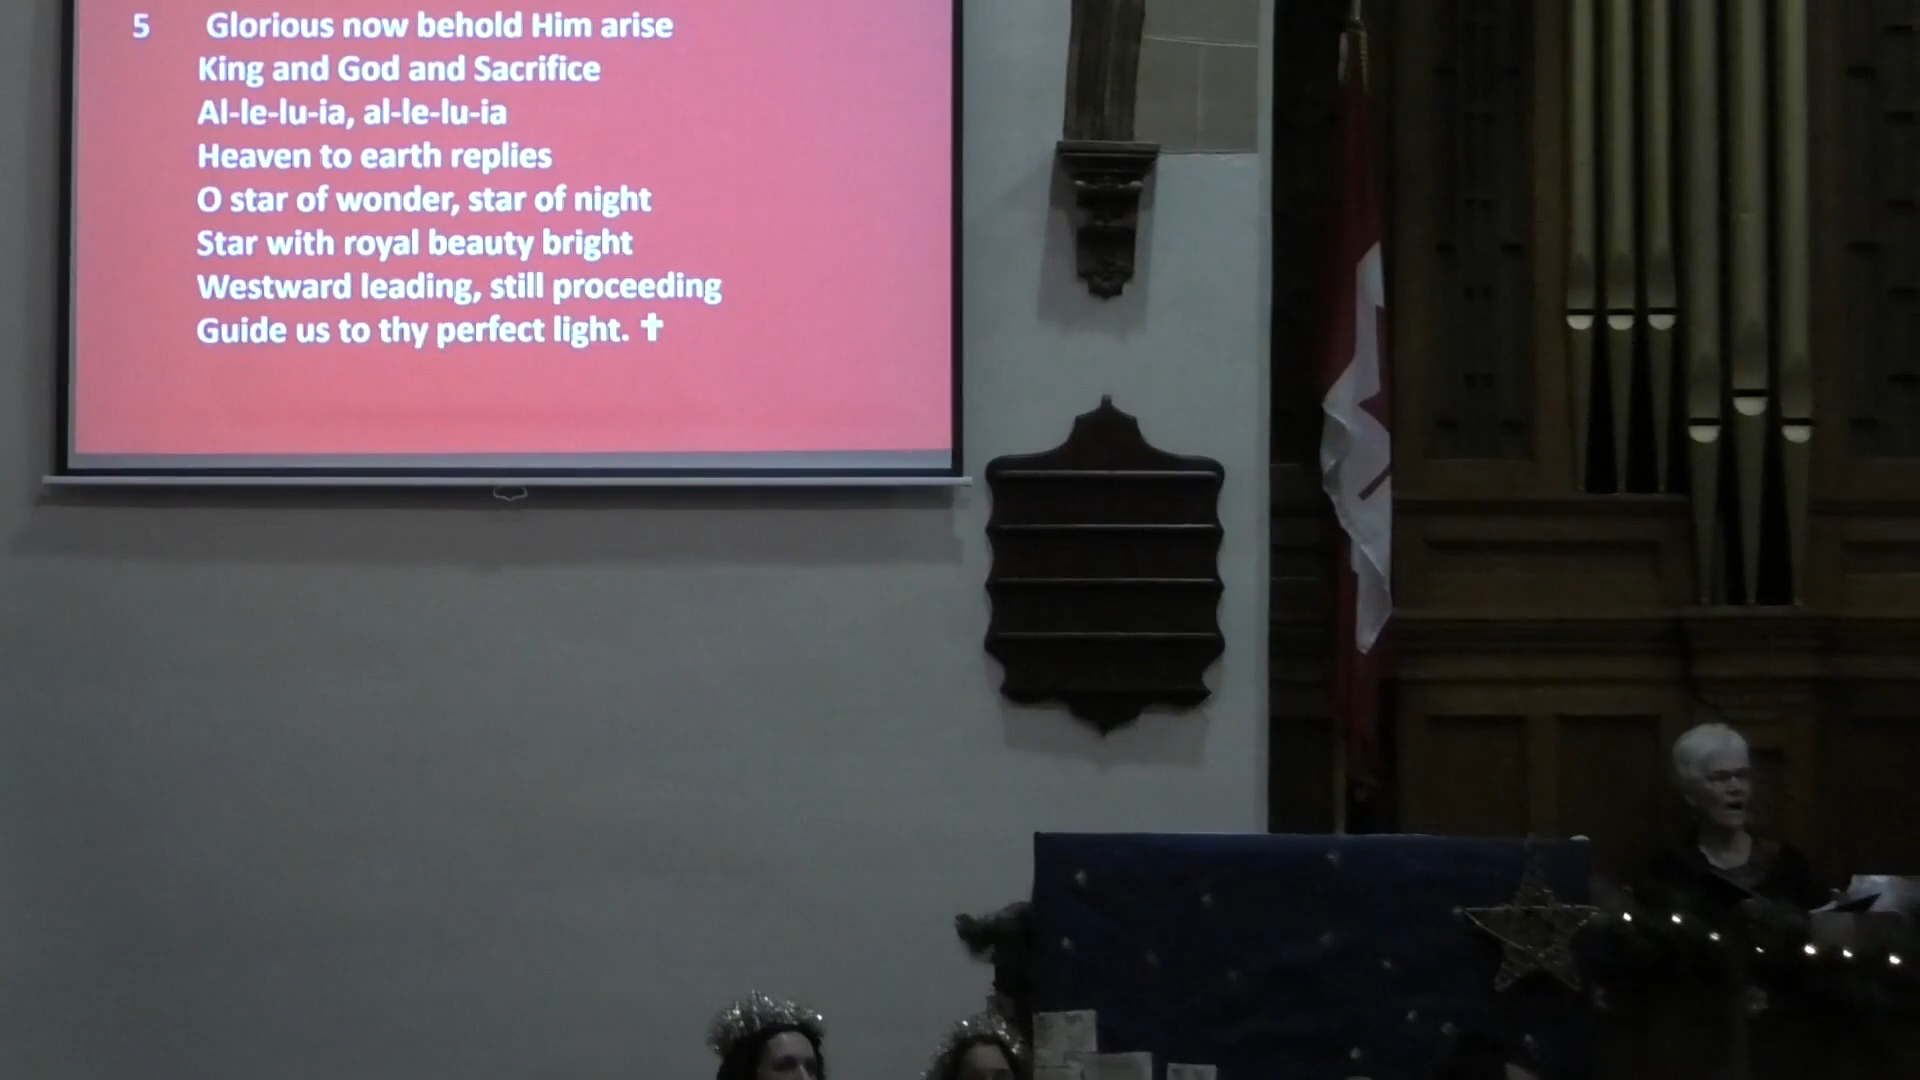 5 Glorious now behold Him arise
King and God and Sacrifice
Al-le-lu-ia, al-le-lu-ia
Heaven to earth replies
O star of wonder, star of night
Star with royal beauty bright
Westward leading, still proceeding
Guide us to thy perfect light. ✝